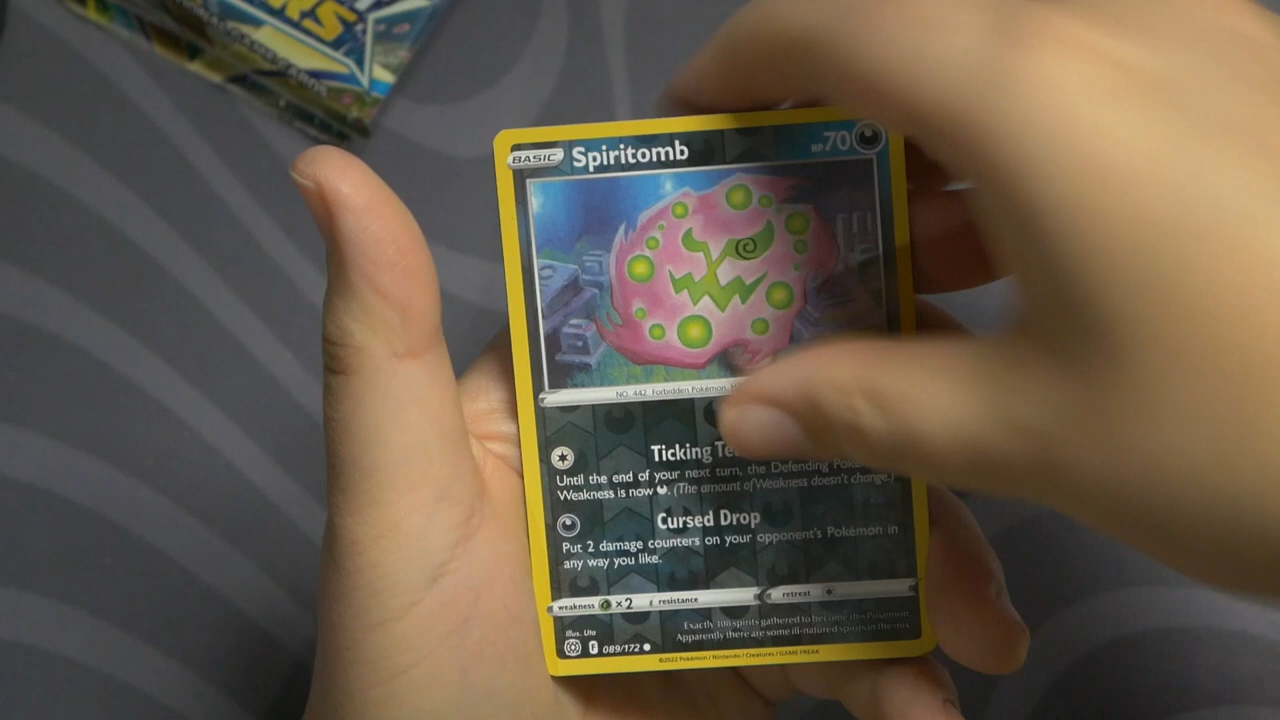 BASIC Spiritomb HP 70
NO. 442 Forbidden Pokémon
Ticking
Until the end of your next turn, the Defending
Weakness is now . (The amount of Weakness doesn't change.)
Cursed Drop
Put 2 damage counters on your opponent's Pokémon in
any way you like.
weakness ×2 resistance retreat
Exactly 108 spirits gathered to become this Pokémon.
Apparently there are some ill-natured spirits in the mix.
Illus. Uta
F 089/172
©2022 Pokémon / Nintendo / Creatures / GAME FREAK